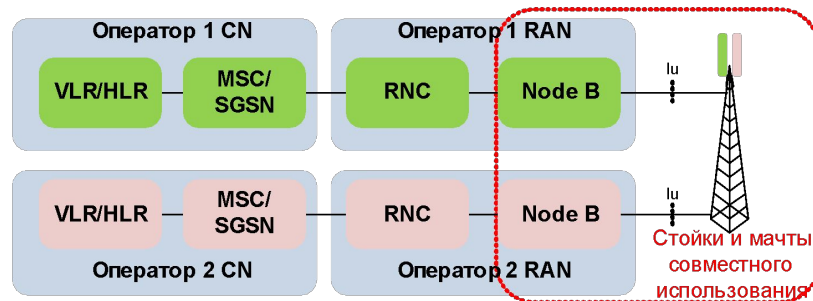 Оператор 1 CN
Оператор 1 RAN
VLR/HLR
MSC/
SGSN
RNC
Node B
Iu
VLR/HLR
MSC/
SGSN
RNC
Node B
Iu
Оператор 2 CN
Оператор 2 RAN
Стойки и мачты
совместного
использования